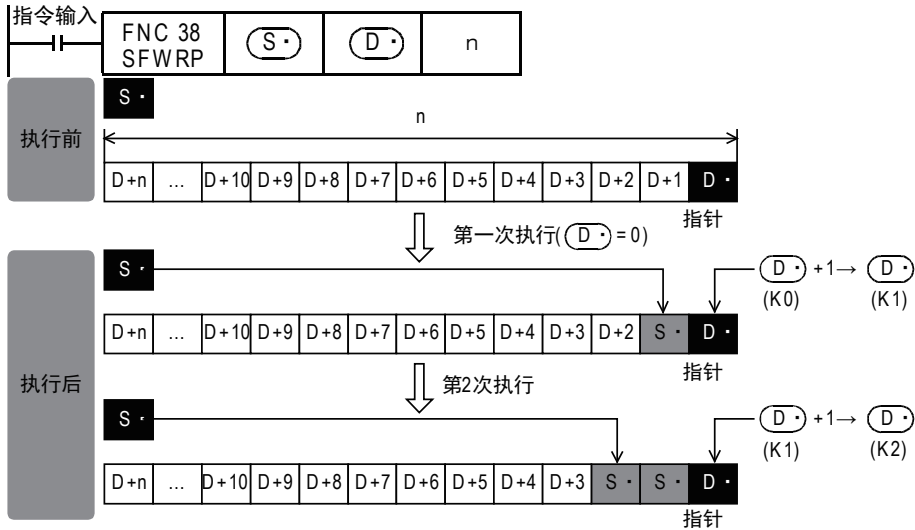 指令输入
FNC 38
SFWRP
S·
D·
n
执行前
S·
n
D+n ... D+10 D+9 D+8 D+7 D+6 D+5 D+4 D+3 D+2 D+1 D·
指针
第一次执行(D·=0)
执行后
S·
D·+1→D·
(K0) (K1)
D+n ... D+10 D+9 D+8 D+7 D+6 D+5 D+4 D+3 D+2 S· D·
指针
第2次执行
S·
D·+1→D·
(K1) (K2)
D+n ... D+10 D+9 D+8 D+7 D+6 D+5 D+4 D+3 S· S· D·
指针